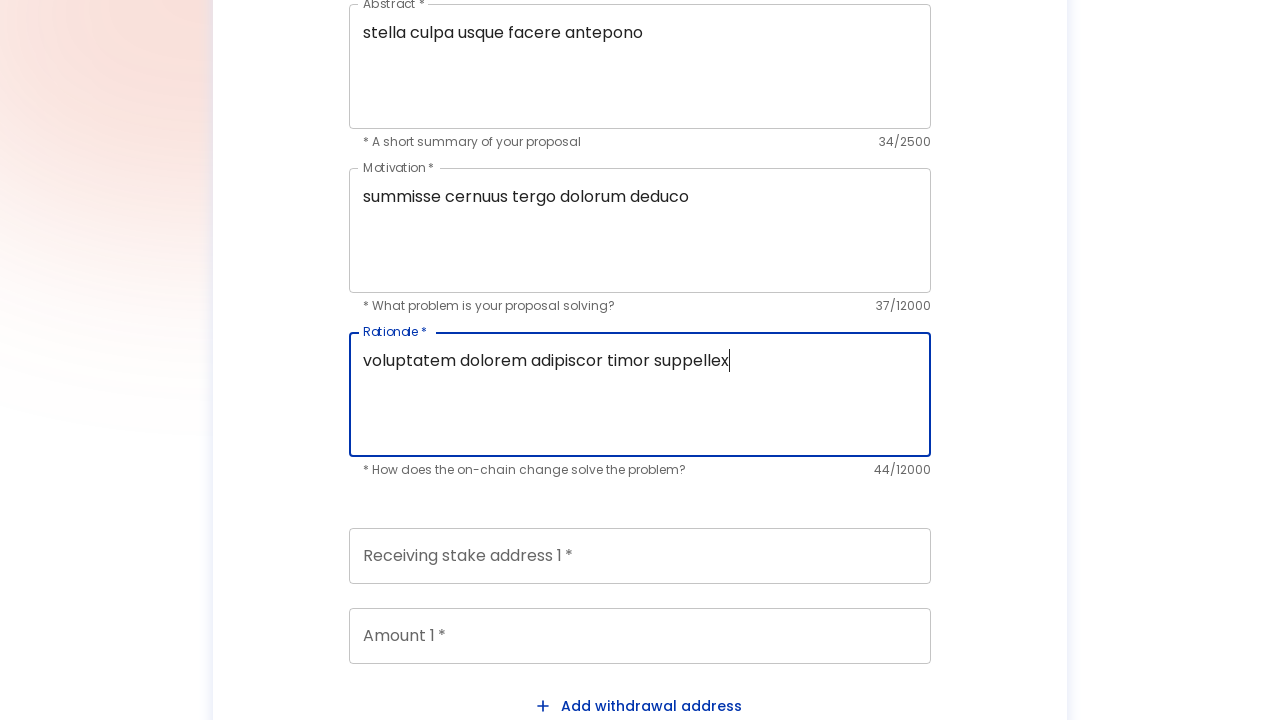 Abstract *
stella culpa usque facere antepono
* A short summary of your proposal 34/2500
Motivation *
summisse cernuus tergo dolorum deduco
* What problem is your proposal solving? 37/12000
Rationale *
voluptatem dolorem adipiscor timor suppellex
* How does the on-chain change solve the problem? 44/12000
Receiving stake address 1 *
Amount 1 *
+ Add withdrawal address